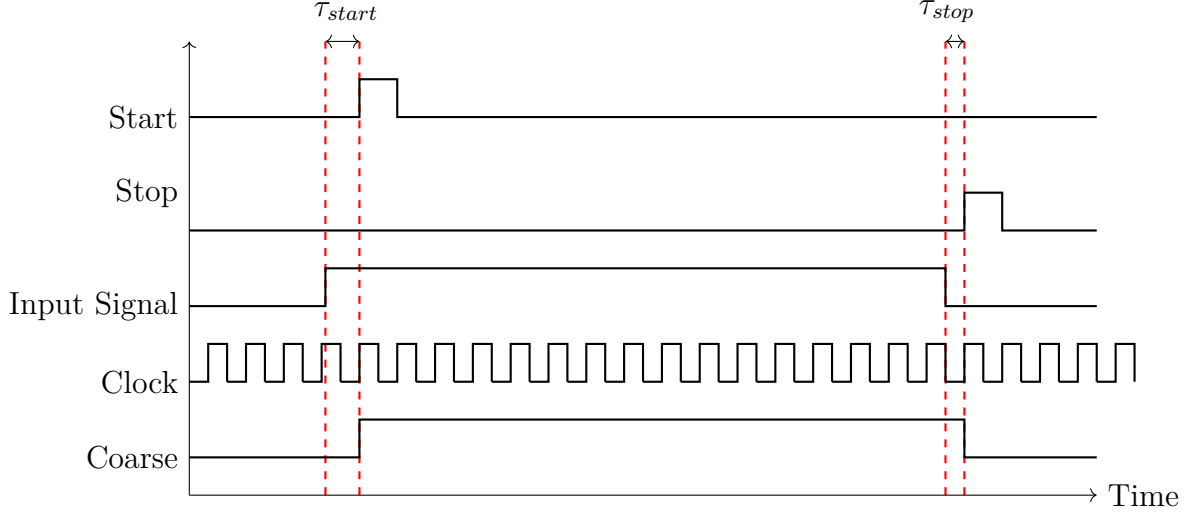 τ_start τ_stop
Start
Stop
Input Signal
Clock
Coarse
Time